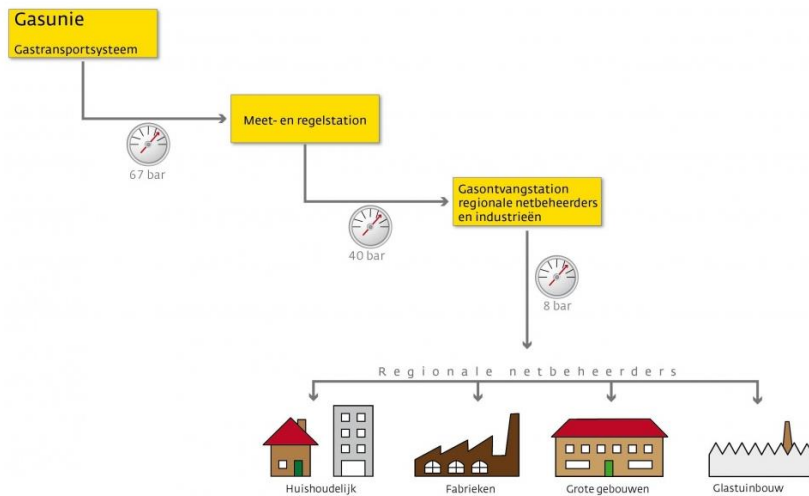 Gasunie
Gastransportsysteem
Meet- en regelstation
67 bar
Gasontvangstation
regionale netbeheerders
en industrieën
40 bar
8 bar
Regionale netbeheerders
Huishoudelijk
Fabrieken
Grote gebouwen
Glastuinbouw